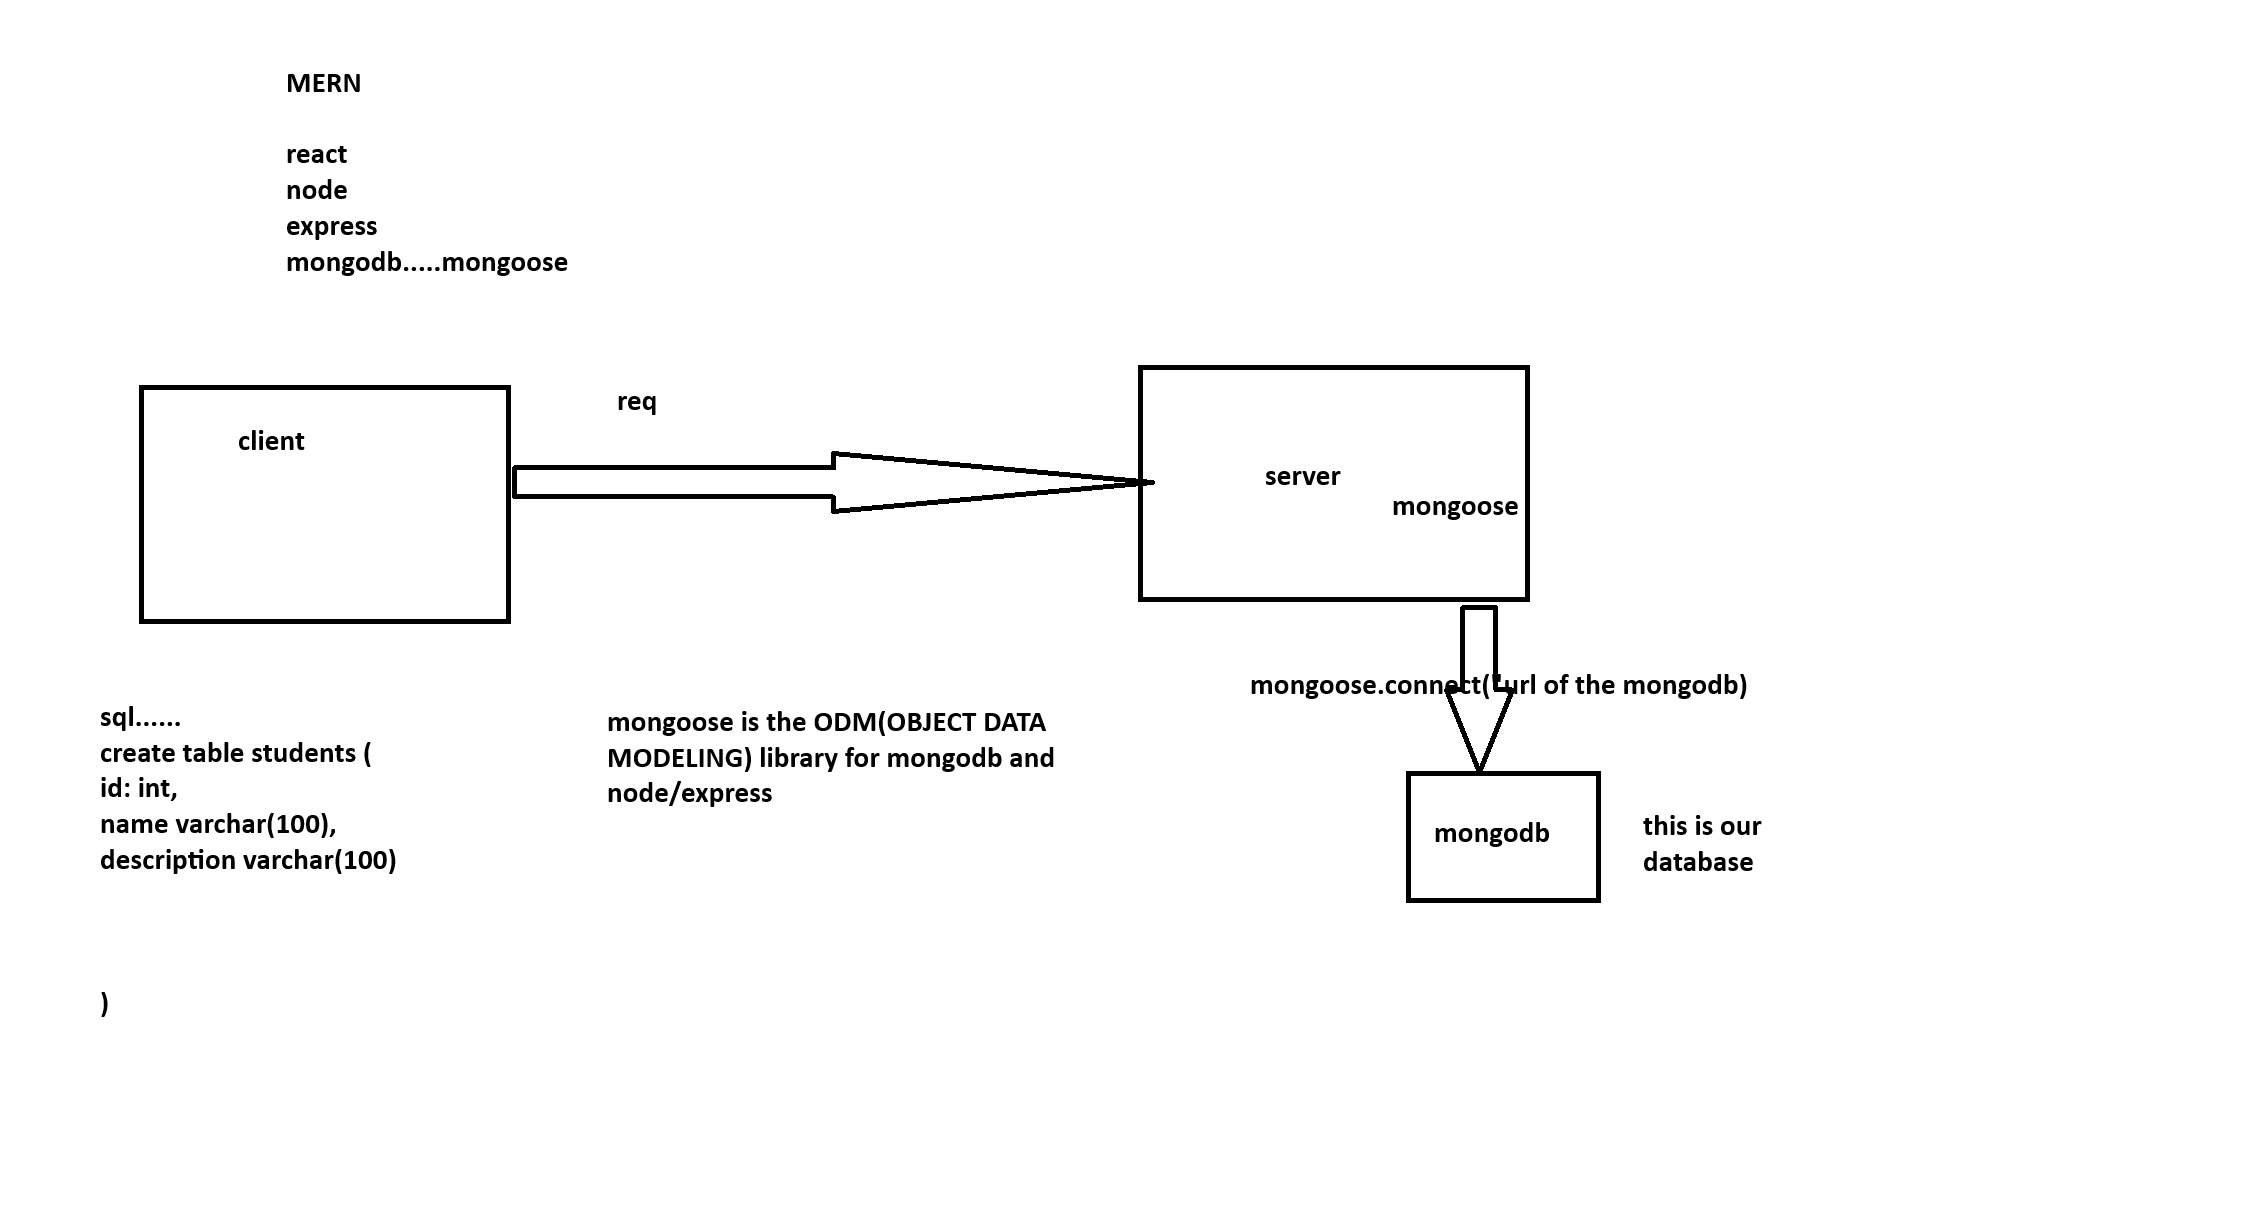 MERN
react
node
express
mongodb.....mongoose
req
client
server
mongoose
mongoose.connect("url of the mongodb)
sql......
create table students (
id: int,
name varchar(100),
description varchar(100)
)
mongoose is the ODM(OBJECT DATA
MODELING) library for mongodb and
node/express
mongodb
this is our
database